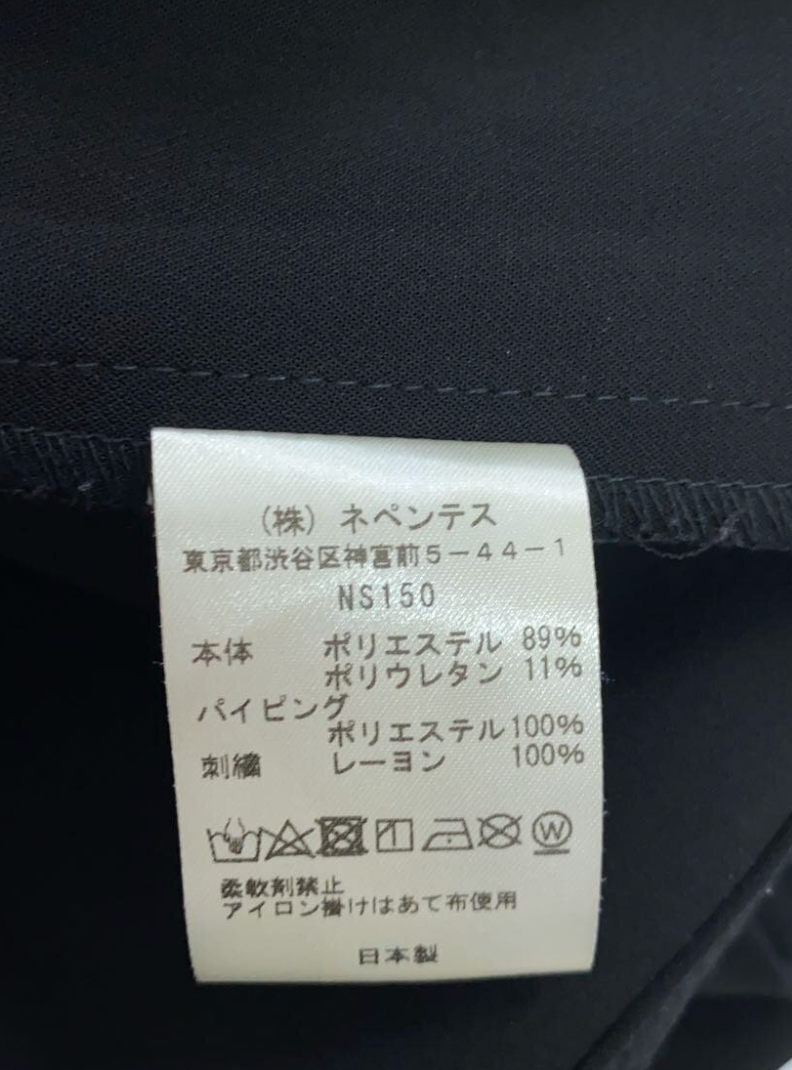 (株) ネペンテス
東京都渋谷区神宮前5-44-1
NS150
本体 ポリエステル 89%
ポリウレタン 11%
パイピング
ポリエステル 100%
刺繍 レーヨン 100%
W
柔軟剤禁止
アイロン掛けはあて布使用
日本製